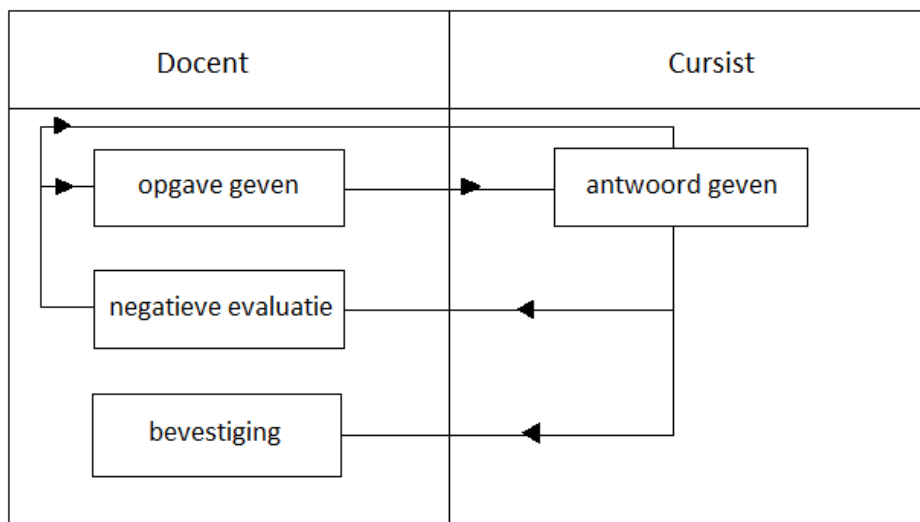 Docent
Cursist
opgave geven
antwoord geven
negatieve evaluatie
bevestiging